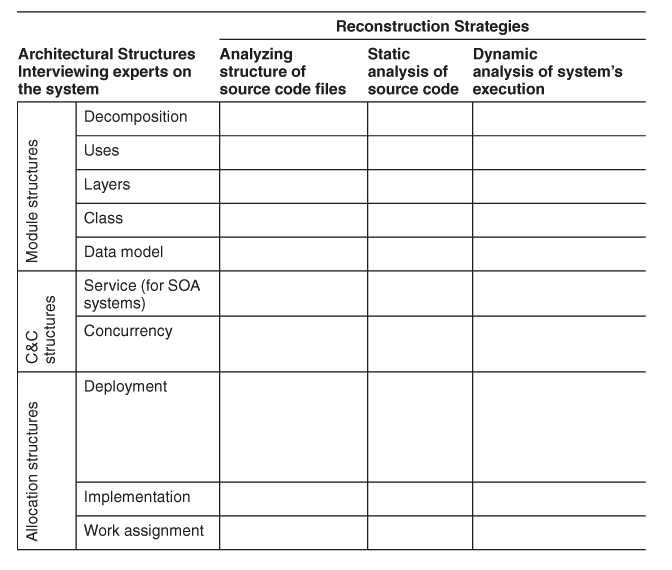 Reconstruction Strategies
Architectural Structures
Interviewing experts on
the system
Analyzing
structure of
source code files
Static
analysis of
source code
Dynamic
analysis of system's
execution
Module structures
Decomposition
Uses
Layers
Class
Data model
C&C
structures
Service (for SOA
systems)
Concurrency
Allocation structures
Deployment
Implementation
Work assignment